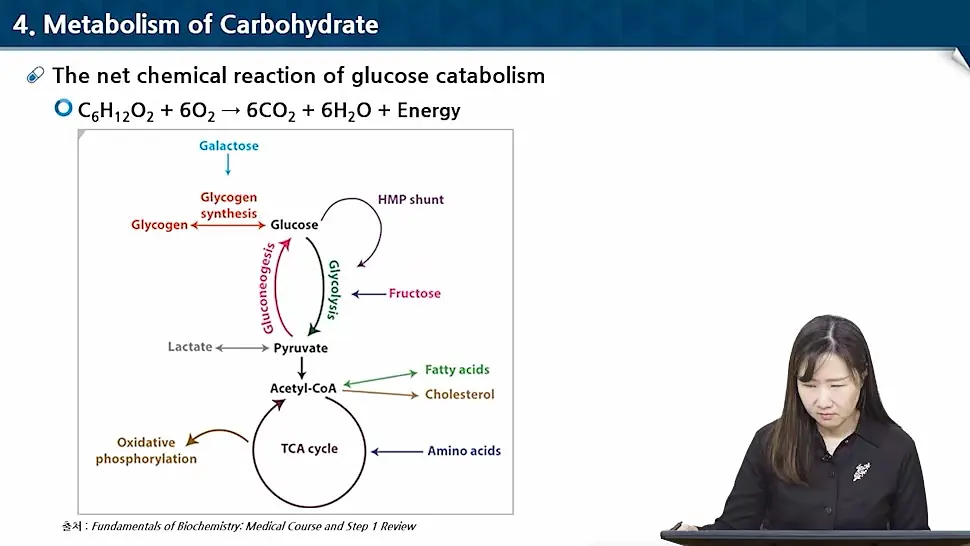 4. Metabolism of Carbohydrate
The net chemical reaction of glucose catabolism
C₆H₁₂O₂ + 6O₂ → 6CO₂ + 6H₂O + Energy
Galactose
Glycogen
synthesis
HMP shunt
Glycogen
Glucose
Gluconeogesis
Glycolysis
Fructose
Lactate
Pyruvate
Fatty acids
Acetyl-CoA
Cholesterol
Oxidative
phosphorylation
TCA cycle
Amino acids
출처 : Fundamentals of Biochemistry: Medical Course and Step 1 Review